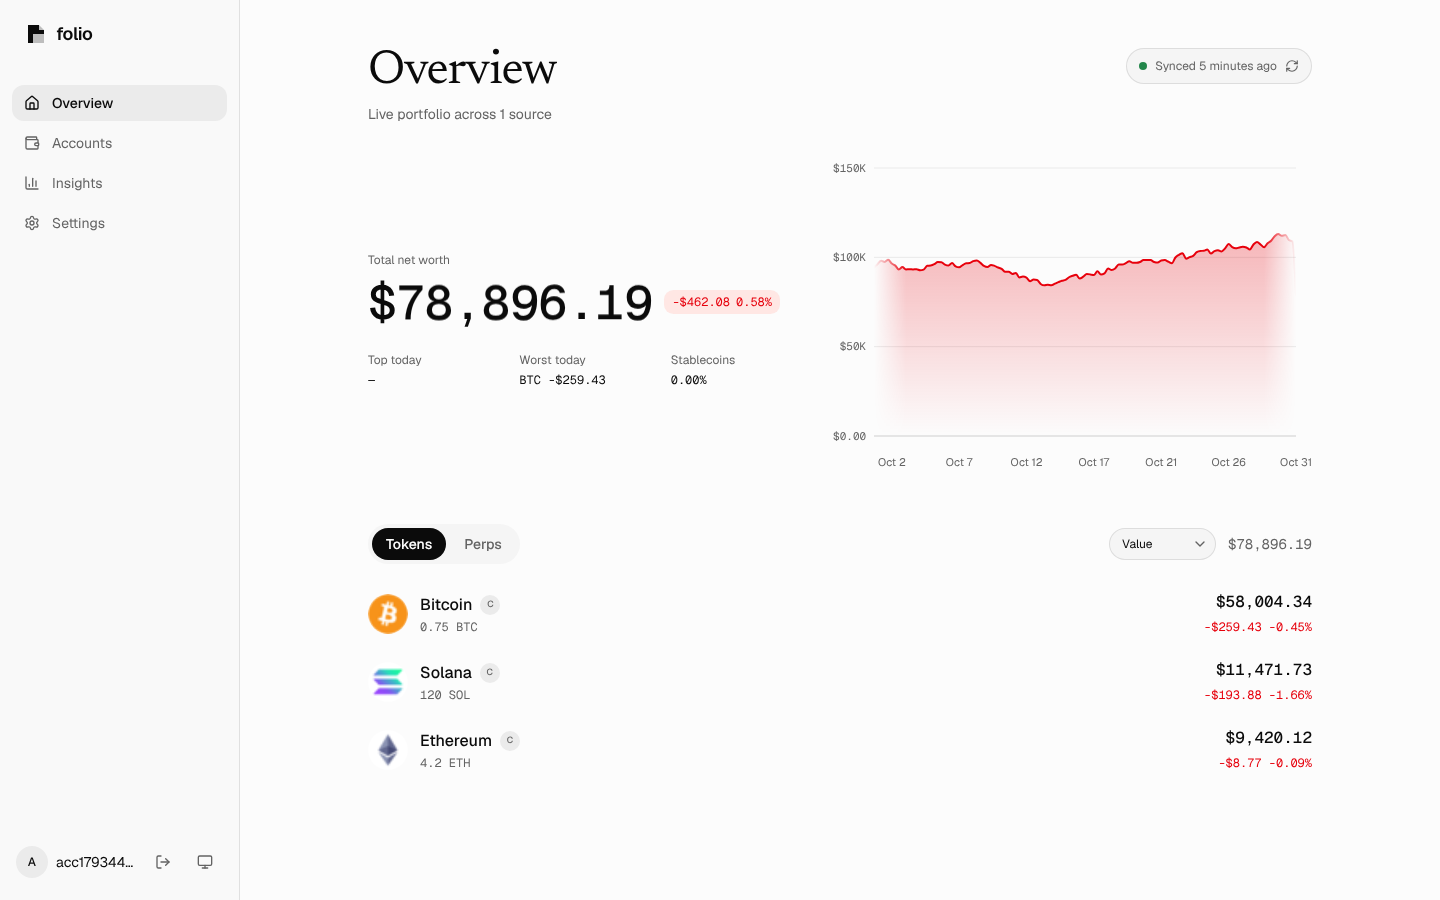 folio
Overview
Accounts
Insights
Settings
A
acc179344...
Overview
Live portfolio across 1 source
Synced 5 minutes ago
Total net worth
$78,896.19
-$462.08 0.58%
Top today
—
Worst today
BTC -$259.43
Stablecoins
0.00%
$150K
$100K
$50K
$0.00
Oct 2
Oct 7
Oct 12
Oct 17
Oct 21
Oct 26
Oct 31
Tokens
Perps
Value
$78,896.19
Bitcoin
C
0.75 BTC
$58,004.34
-$259.43 -0.45%
Solana
C
120 SOL
$11,471.73
-$193.88 -1.66%
Ethereum
C
4.2 ETH
$9,420.12
-$8.77 -0.09%